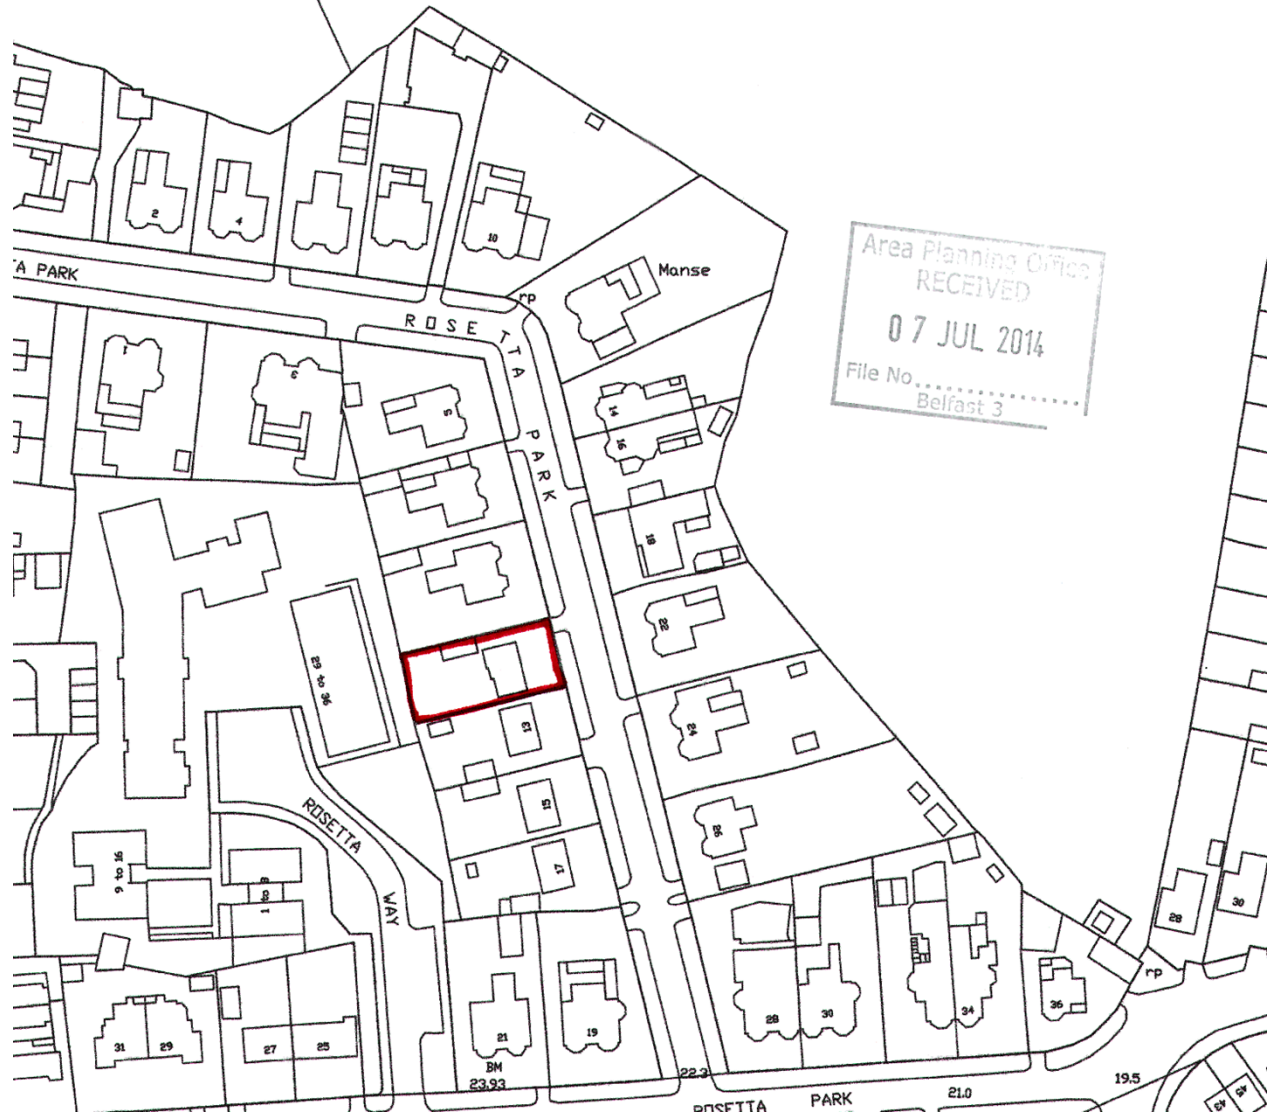 2
4
10
Manse
rp
TA PARK
ROSETTA PARK
Area Planning Office
RECEIVED
07 JUL 2014
File No..................
Belfast 3
1
3
5
14
16
18
22
24
26
29 to 36
13
15
17
ROSETTA WAY
9 to 16
1 to 8
31
29
27
25
21
19
BM
23.93
22.3
28
30
34
36
rp
28
30
ROSETTA PARK
21.0
19.5
43
45